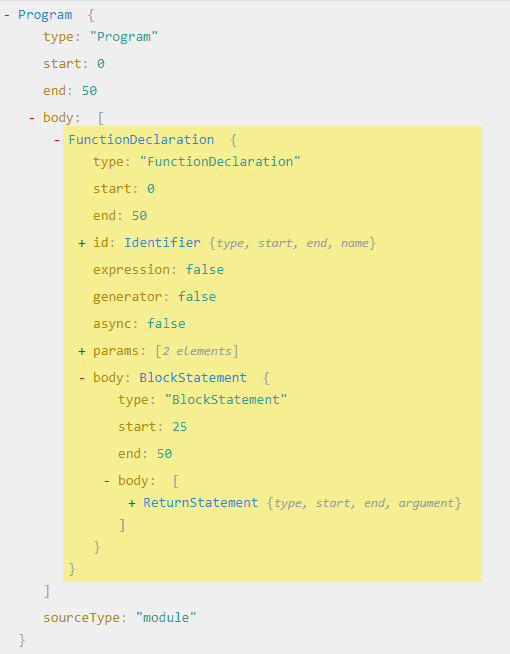 - Program {
type: "Program"
start: 0
end: 50
- body: [
- FunctionDeclaration {
type: "FunctionDeclaration"
start: 0
end: 50
+ id: Identifier {type, start, end, name}
expression: false
generator: false
async: false
+ params: [2 elements]
- body: BlockStatement {
type: "BlockStatement"
start: 25
end: 50
- body: [
+ ReturnStatement {type, start, end, argument}
]
}
}
]
sourceType: "module"
}